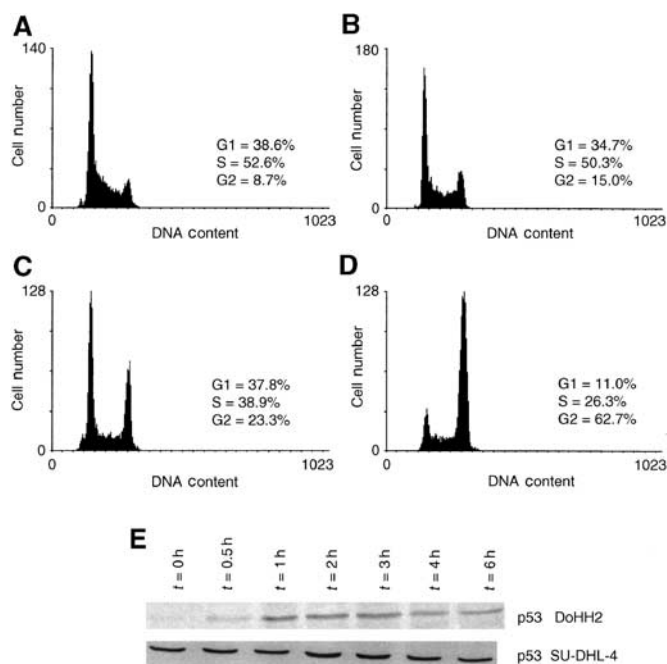 A
140
Cell number
0
0
DNA content
1023
G1 = 38.6%
S = 52.6%
G2 = 8.7%
B
180
Cell number
0
0
DNA content
1023
G1 = 34.7%
S = 50.3%
G2 = 15.0%
C
128
Cell number
0
0
DNA content
1023
G1 = 37.8%
S = 38.9%
G2 = 23.3%
D
128
Cell number
0
0
DNA content
1023
G1 = 11.0%
S = 26.3%
G2 = 62.7%
E
t = 0 h
t = 0.5 h
t = 1 h
t = 2 h
t = 3 h
t = 4 h
t = 6 h
p53 DoHH2
p53 SU-DHL-4